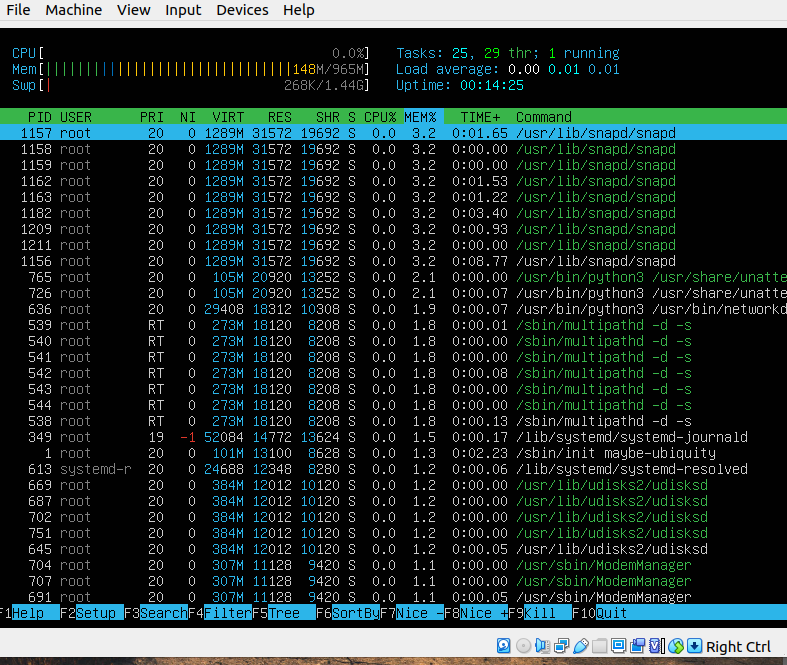 File Machine View Input Devices Help
CPU[ 0.0%] Tasks: 25, 29 thr; 1 running
Mem[||||||||||||||||||||||||||||||||148M/965M] Load average: 0.00 0.01 0.01
Swp[| 268K/1.44G] Uptime: 00:14:25
PID USER PRI NI VIRT RES SHR S CPU% MEM% TIME+ Command
1157 root 20 0 1289M 31572 19692 S 0.0 3.2 0:01.65 /usr/lib/snapd/snapd
1158 root 20 0 1289M 31572 19692 S 0.0 3.2 0:00.00 /usr/lib/snapd/snapd
1159 root 20 0 1289M 31572 19692 S 0.0 3.2 0:00.00 /usr/lib/snapd/snapd
1162 root 20 0 1289M 31572 19692 S 0.0 3.2 0:01.53 /usr/lib/snapd/snapd
1163 root 20 0 1289M 31572 19692 S 0.0 3.2 0:01.22 /usr/lib/snapd/snapd
1182 root 20 0 1289M 31572 19692 S 0.0 3.2 0:03.40 /usr/lib/snapd/snapd
1209 root 20 0 1289M 31572 19692 S 0.0 3.2 0:00.93 /usr/lib/snapd/snapd
1211 root 20 0 1289M 31572 19692 S 0.0 3.2 0:00.00 /usr/lib/snapd/snapd
1156 root 20 0 1289M 31572 19692 S 0.0 3.2 0:08.77 /usr/lib/snapd/snapd
765 root 20 0 105M 20920 13252 S 0.0 2.1 0:00.00 /usr/bin/python3 /usr/share/unatte
726 root 20 0 105M 20920 13252 S 0.0 2.1 0:00.07 /usr/bin/python3 /usr/share/unatte
636 root 20 0 29408 18312 10308 S 0.0 1.9 0:00.07 /usr/bin/python3 /usr/bin/networkd
539 root RT 0 273M 18120 8208 S 0.0 1.8 0:00.01 /sbin/multipathd -d -s
540 root RT 0 273M 18120 8208 S 0.0 1.8 0:00.00 /sbin/multipathd -d -s
541 root RT 0 273M 18120 8208 S 0.0 1.8 0:00.00 /sbin/multipathd -d -s
542 root RT 0 273M 18120 8208 S 0.0 1.8 0:00.08 /sbin/multipathd -d -s
543 root RT 0 273M 18120 8208 S 0.0 1.8 0:00.00 /sbin/multipathd -d -s
544 root RT 0 273M 18120 8208 S 0.0 1.8 0:00.00 /sbin/multipathd -d -s
538 root RT 0 273M 18120 8208 S 0.0 1.8 0:00.13 /sbin/multipathd -d -s
349 root 19 -1 52084 14772 13624 S 0.0 1.5 0:00.17 /lib/systemd/systemd-journald
1 root 20 0 101M 13100 8628 S 0.0 1.3 0:02.23 /sbin/init maybe-ubiquity
613 systemd-r 20 0 24688 12348 8280 S 0.0 1.2 0:00.06 /lib/systemd/systemd-resolved
669 root 20 0 384M 12012 10120 S 0.0 1.2 0:00.00 /usr/lib/udisks2/udisksd
687 root 20 0 384M 12012 10120 S 0.0 1.2 0:00.00 /usr/lib/udisks2/udisksd
702 root 20 0 384M 12012 10120 S 0.0 1.2 0:00.00 /usr/lib/udisks2/udisksd
751 root 20 0 384M 12012 10120 S 0.0 1.2 0:00.00 /usr/lib/udisks2/udisksd
645 root 20 0 384M 12012 10120 S 0.0 1.2 0:00.05 /usr/lib/udisks2/udisksd
704 root 20 0 307M 11128 9420 S 0.0 1.1 0:00.00 /usr/sbin/ModemManager
707 root 20 0 307M 11128 9420 S 0.0 1.1 0:00.00 /usr/sbin/ModemManager
691 root 20 0 307M 11128 9420 S 0.0 1.1 0:00.05 /usr/sbin/ModemManager
F1Help F2Setup F3SearchF4FilterF5Tree F6SortByF7Nice -F8Nice +F9Kill F10Quit
Right Ctrl